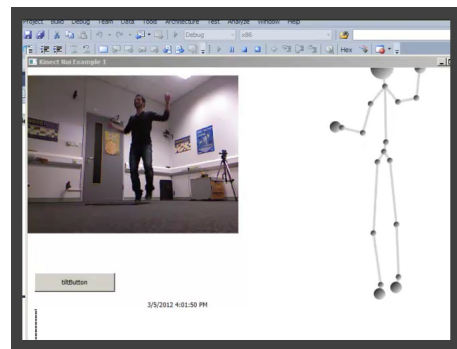 Project Build Debug Team Data Tools Architecture Test Analyze Window Help
Debug x86
Hex
Kinect Nui Example 1
tiltButton
3/5/2012 4:01:50 PM